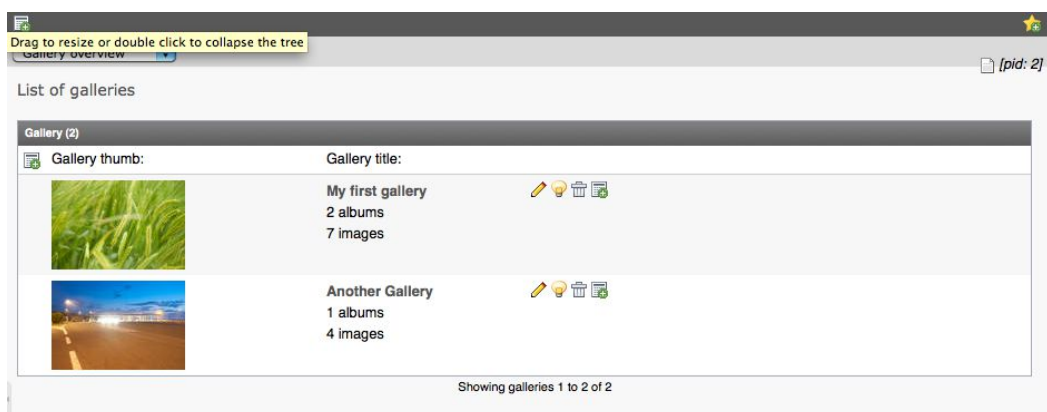 Drag to resize or double click to collapse the tree
Gallery overview
[pid: 2]
List of galleries
Gallery (2)
Gallery thumb: Gallery title:
My first gallery
2 albums
7 images
Another Gallery
1 albums
4 images
Showing galleries 1 to 2 of 2